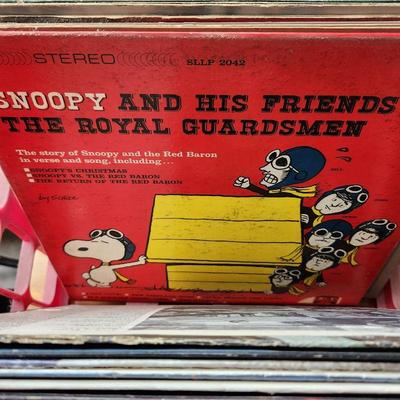 STEREO
SLLP 2042
SNOOPY AND HIS FRIENDS
THE ROYAL GUARDSMEN
The story of Snoopy and the Red Baron
in verse and song, including...
SNOOPY'S CHRISTMAS
SNOOPY VS. THE RED BARON
THE RETURN OF THE RED BARON